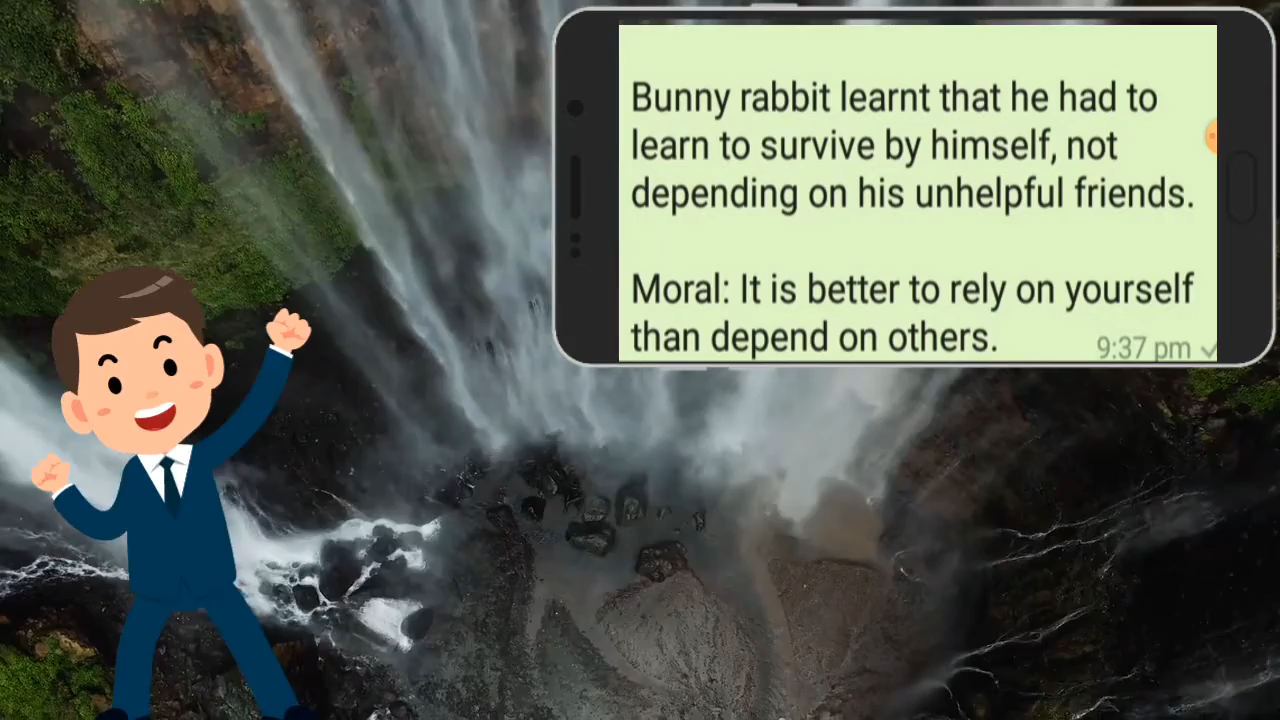 Bunny rabbit learnt that he had to
learn to survive by himself, not
depending on his unhelpful friends.
Moral: It is better to rely on yourself
than depend on others.
9:37 pm